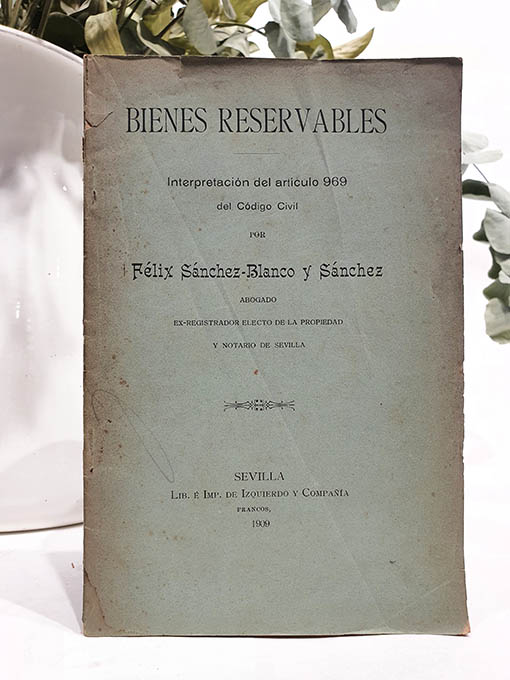 BIENES RESERVABLES
Interpretación del artículo 969
del Código Civil
POR
Félix Sánchez-Blanco y Sánchez
ABOGADO
EX-REGISTRADOR ELECTO DE LA PROPIEDAD
Y NOTARIO DE SEVILLA
SEVILLA
LIB. É IMP. DE IZQUIERDO Y COMPAÑÍA
FRANCOS,
1909